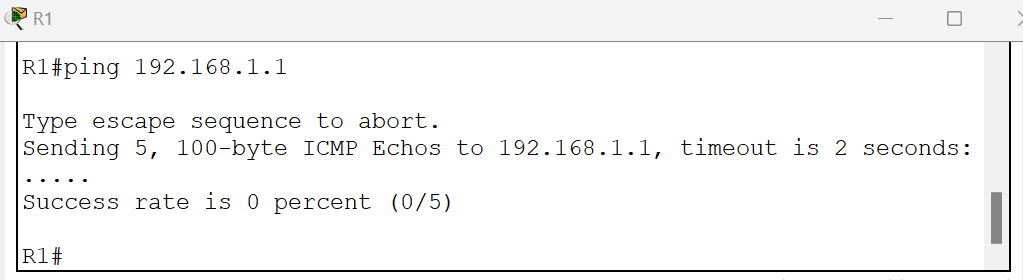 R1
R1#ping 192.168.1.1
Type escape sequence to abort.
Sending 5, 100-byte ICMP Echos to 192.168.1.1, timeout is 2 seconds:
.....
Success rate is 0 percent (0/5)
R1#